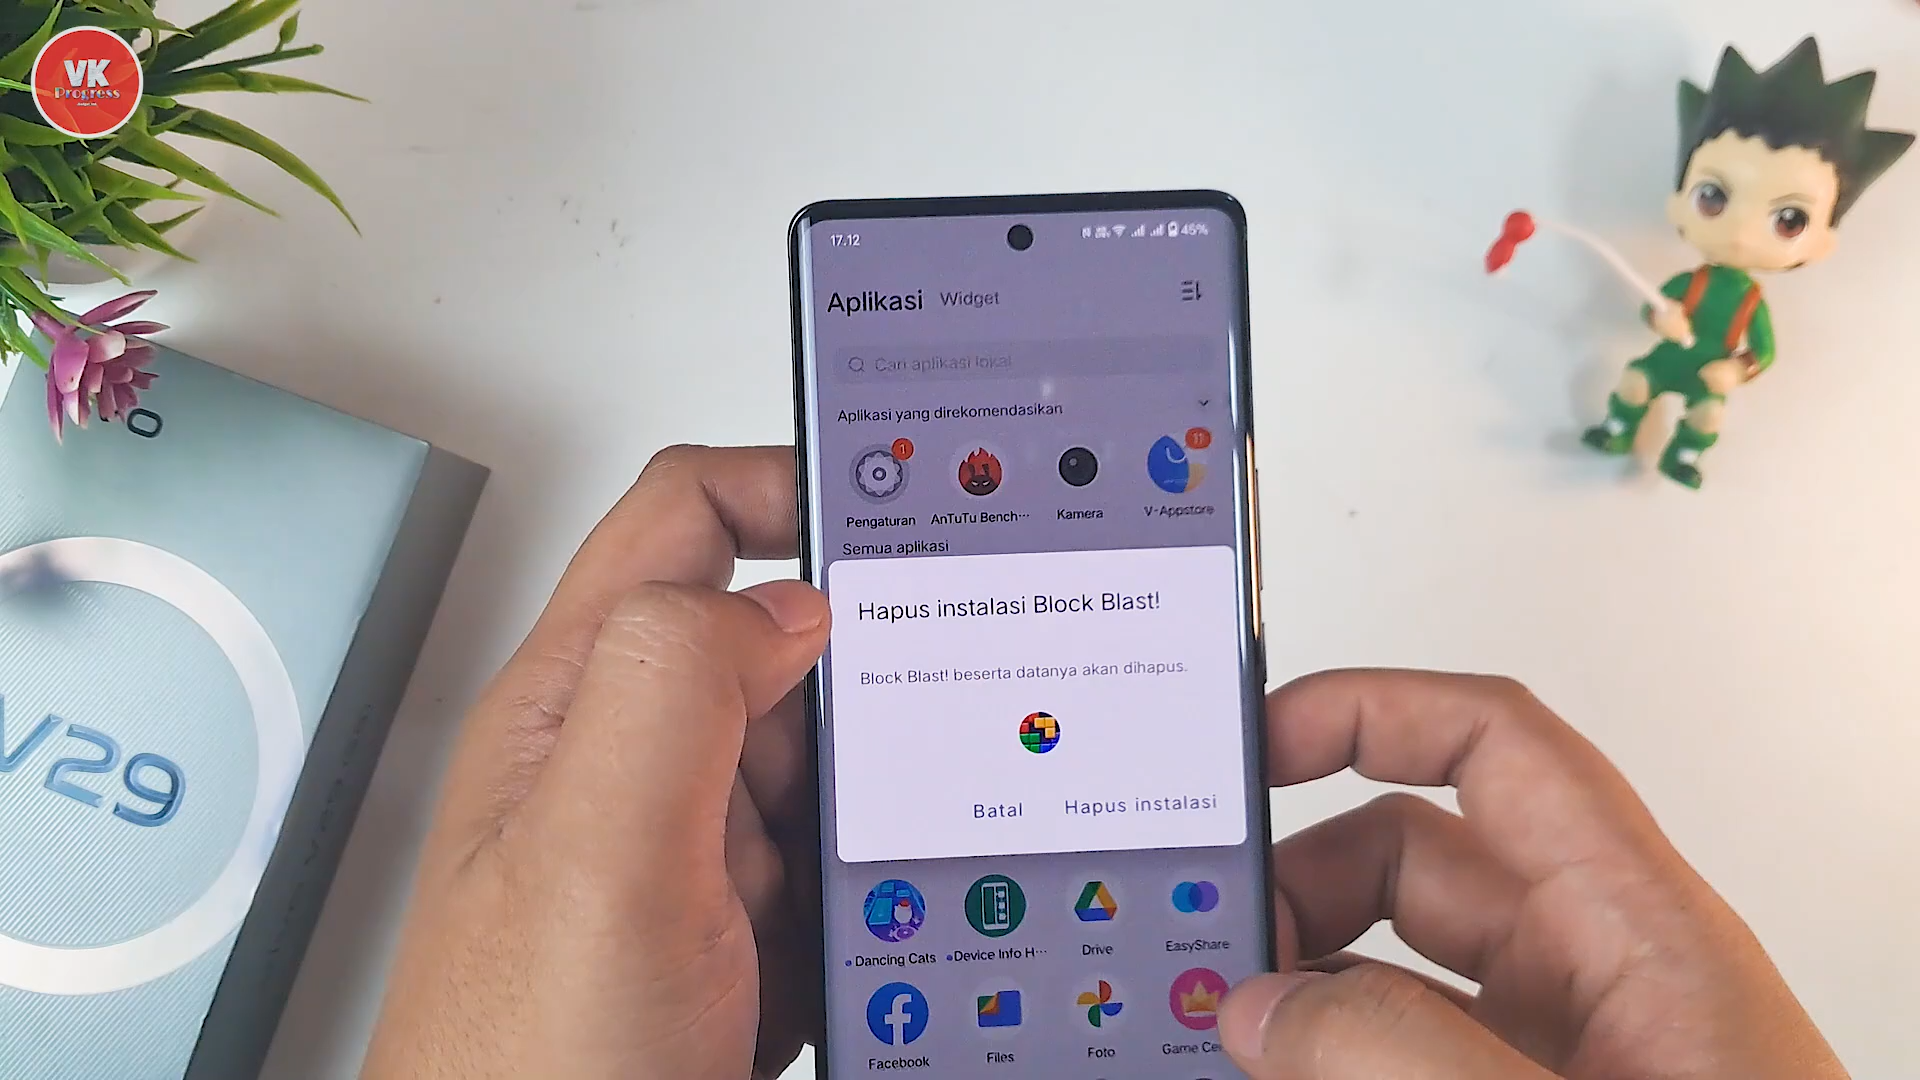 VK
Progress
17.12
45%
Aplikasi Widget
Cari aplikasi lokal
Aplikasi yang direkomendasikan
1
11
Pengaturan AnTuTu Bench... Kamera V-Appstore
Semua aplikasi
Hapus instalasi Block Blast!
Block Blast! beserta datanya akan dihapus.
Batal Hapus instalasi
Dancing Cats Device Info H... Drive EasyShare
Facebook Files Foto Game Ce
V29